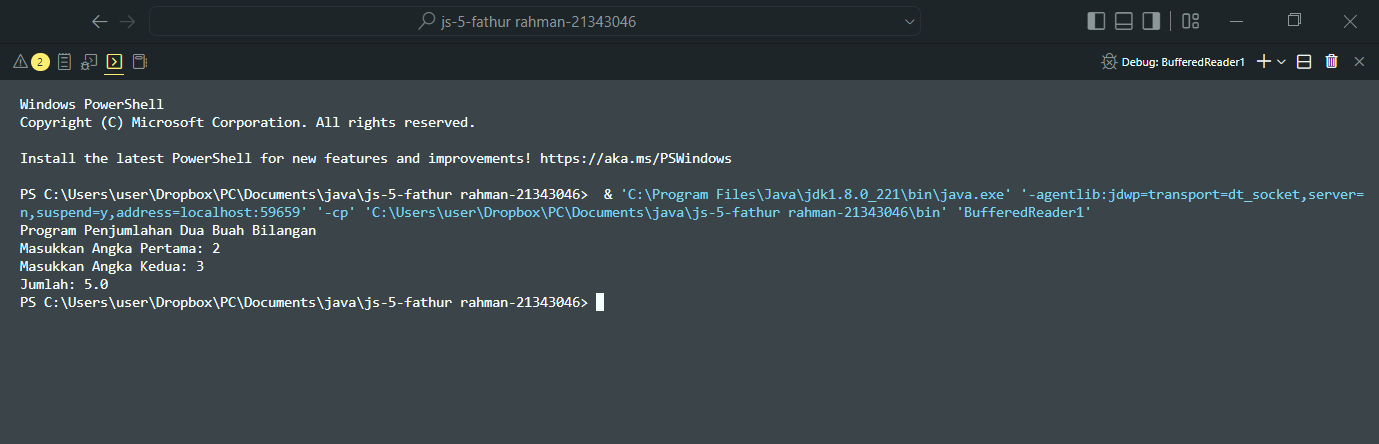 js-5-fathur rahman-21343046
2
Debug: BufferedReader1
Windows PowerShell
Copyright (C) Microsoft Corporation. All rights reserved.
Install the latest PowerShell for new features and improvements! https://aka.ms/PSWindows
PS C:\Users\user\Dropbox\PC\Documents\java\js-5-fathur rahman-21343046>  & 'C:\Program Files\Java\jdk1.8.0_221\bin\java.exe' '-agentlib:jdwp=transport=dt_socket,server=
n,suspend=y,address=localhost:59659' '-cp' 'C:\Users\user\Dropbox\PC\Documents\java\js-5-fathur rahman-21343046\bin' 'BufferedReader1'
Program Penjumlahan Dua Buah Bilangan
Masukkan Angka Pertama: 2
Masukkan Angka Kedua: 3
Jumlah: 5.0
PS C:\Users\user\Dropbox\PC\Documents\java\js-5-fathur rahman-21343046>